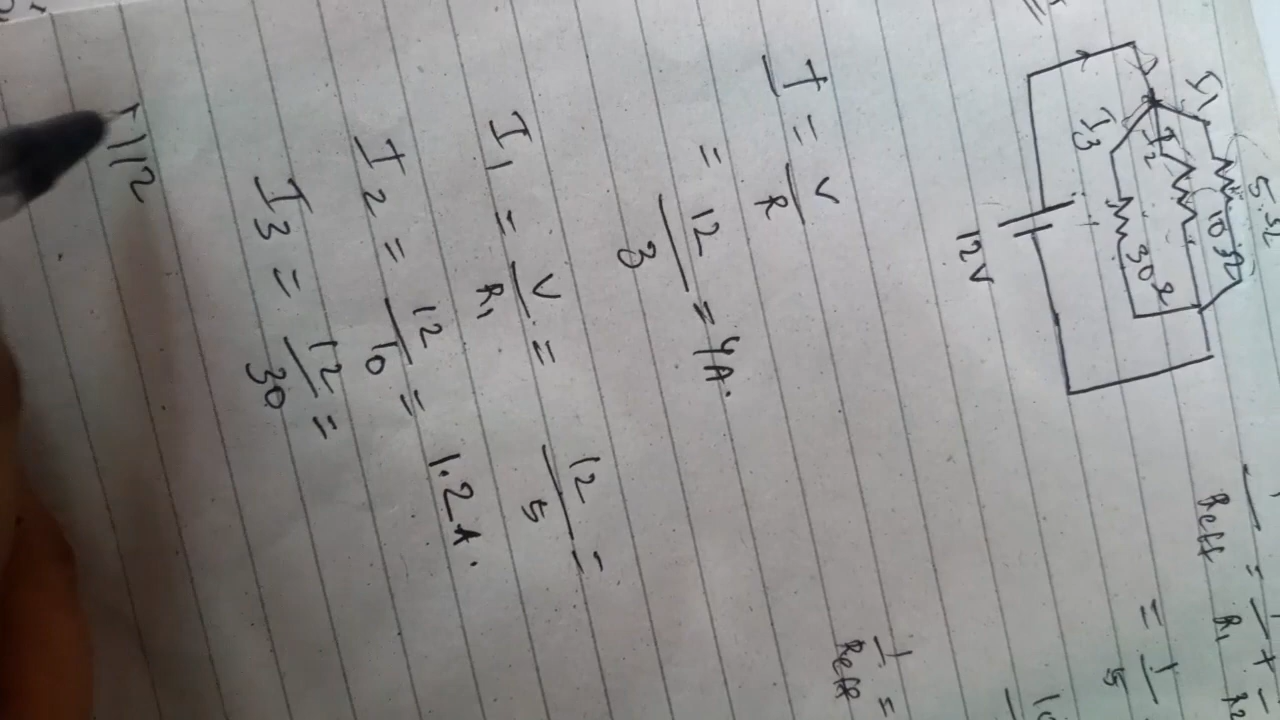 I1
5Ω
I2
10Ω
I3
30Ω
12V
1/Reff = 1/R1 +
= 1/5
1/Reff =
I = V/R
= 12/3 = 4A.
I1 = V/R1 = 12/5 =
I2 = 12/10 = 1.2A.
I3 = 12/30 =